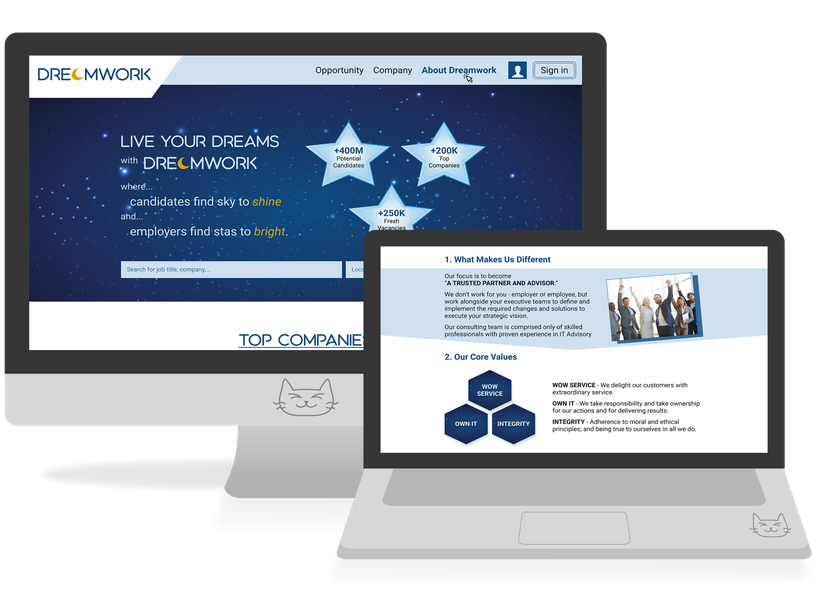 DREAMWORK
Opportunity Company About Dreamwork Sign in
LIVE YOUR DREAMS
with DREAMWORK
where...
candidates find sky to shine
and...
employers find stas to bright.
+400M
Potential
Candidates
+200K
Top
Companies
+250K
Fresh
Vacancies
Search for job title, company,...
Loca
TOP COMPANIE
1. What Makes Us Different
Our focus is to become
"A TRUSTED PARTNER AND ADVISOR."
We don't work for you - employer or employee, but
work alongside your executive teams to define and
implement the required changes and solutions to
execute your strategic vision.
Our consulting team is comprised only of skilled
professionals with proven experience in IT Advisory.
2. Our Core Values
WOW
SERVICE
OWN IT
INTEGRITY
WOW SERVICE - We delight our customers with
extraordinary service.
OWN IT - We take responsibility and take ownership
for our actions and for delivering results.
INTEGRITY - Adherence to moral and ethical
principles; and being true to ourselves in all we do.